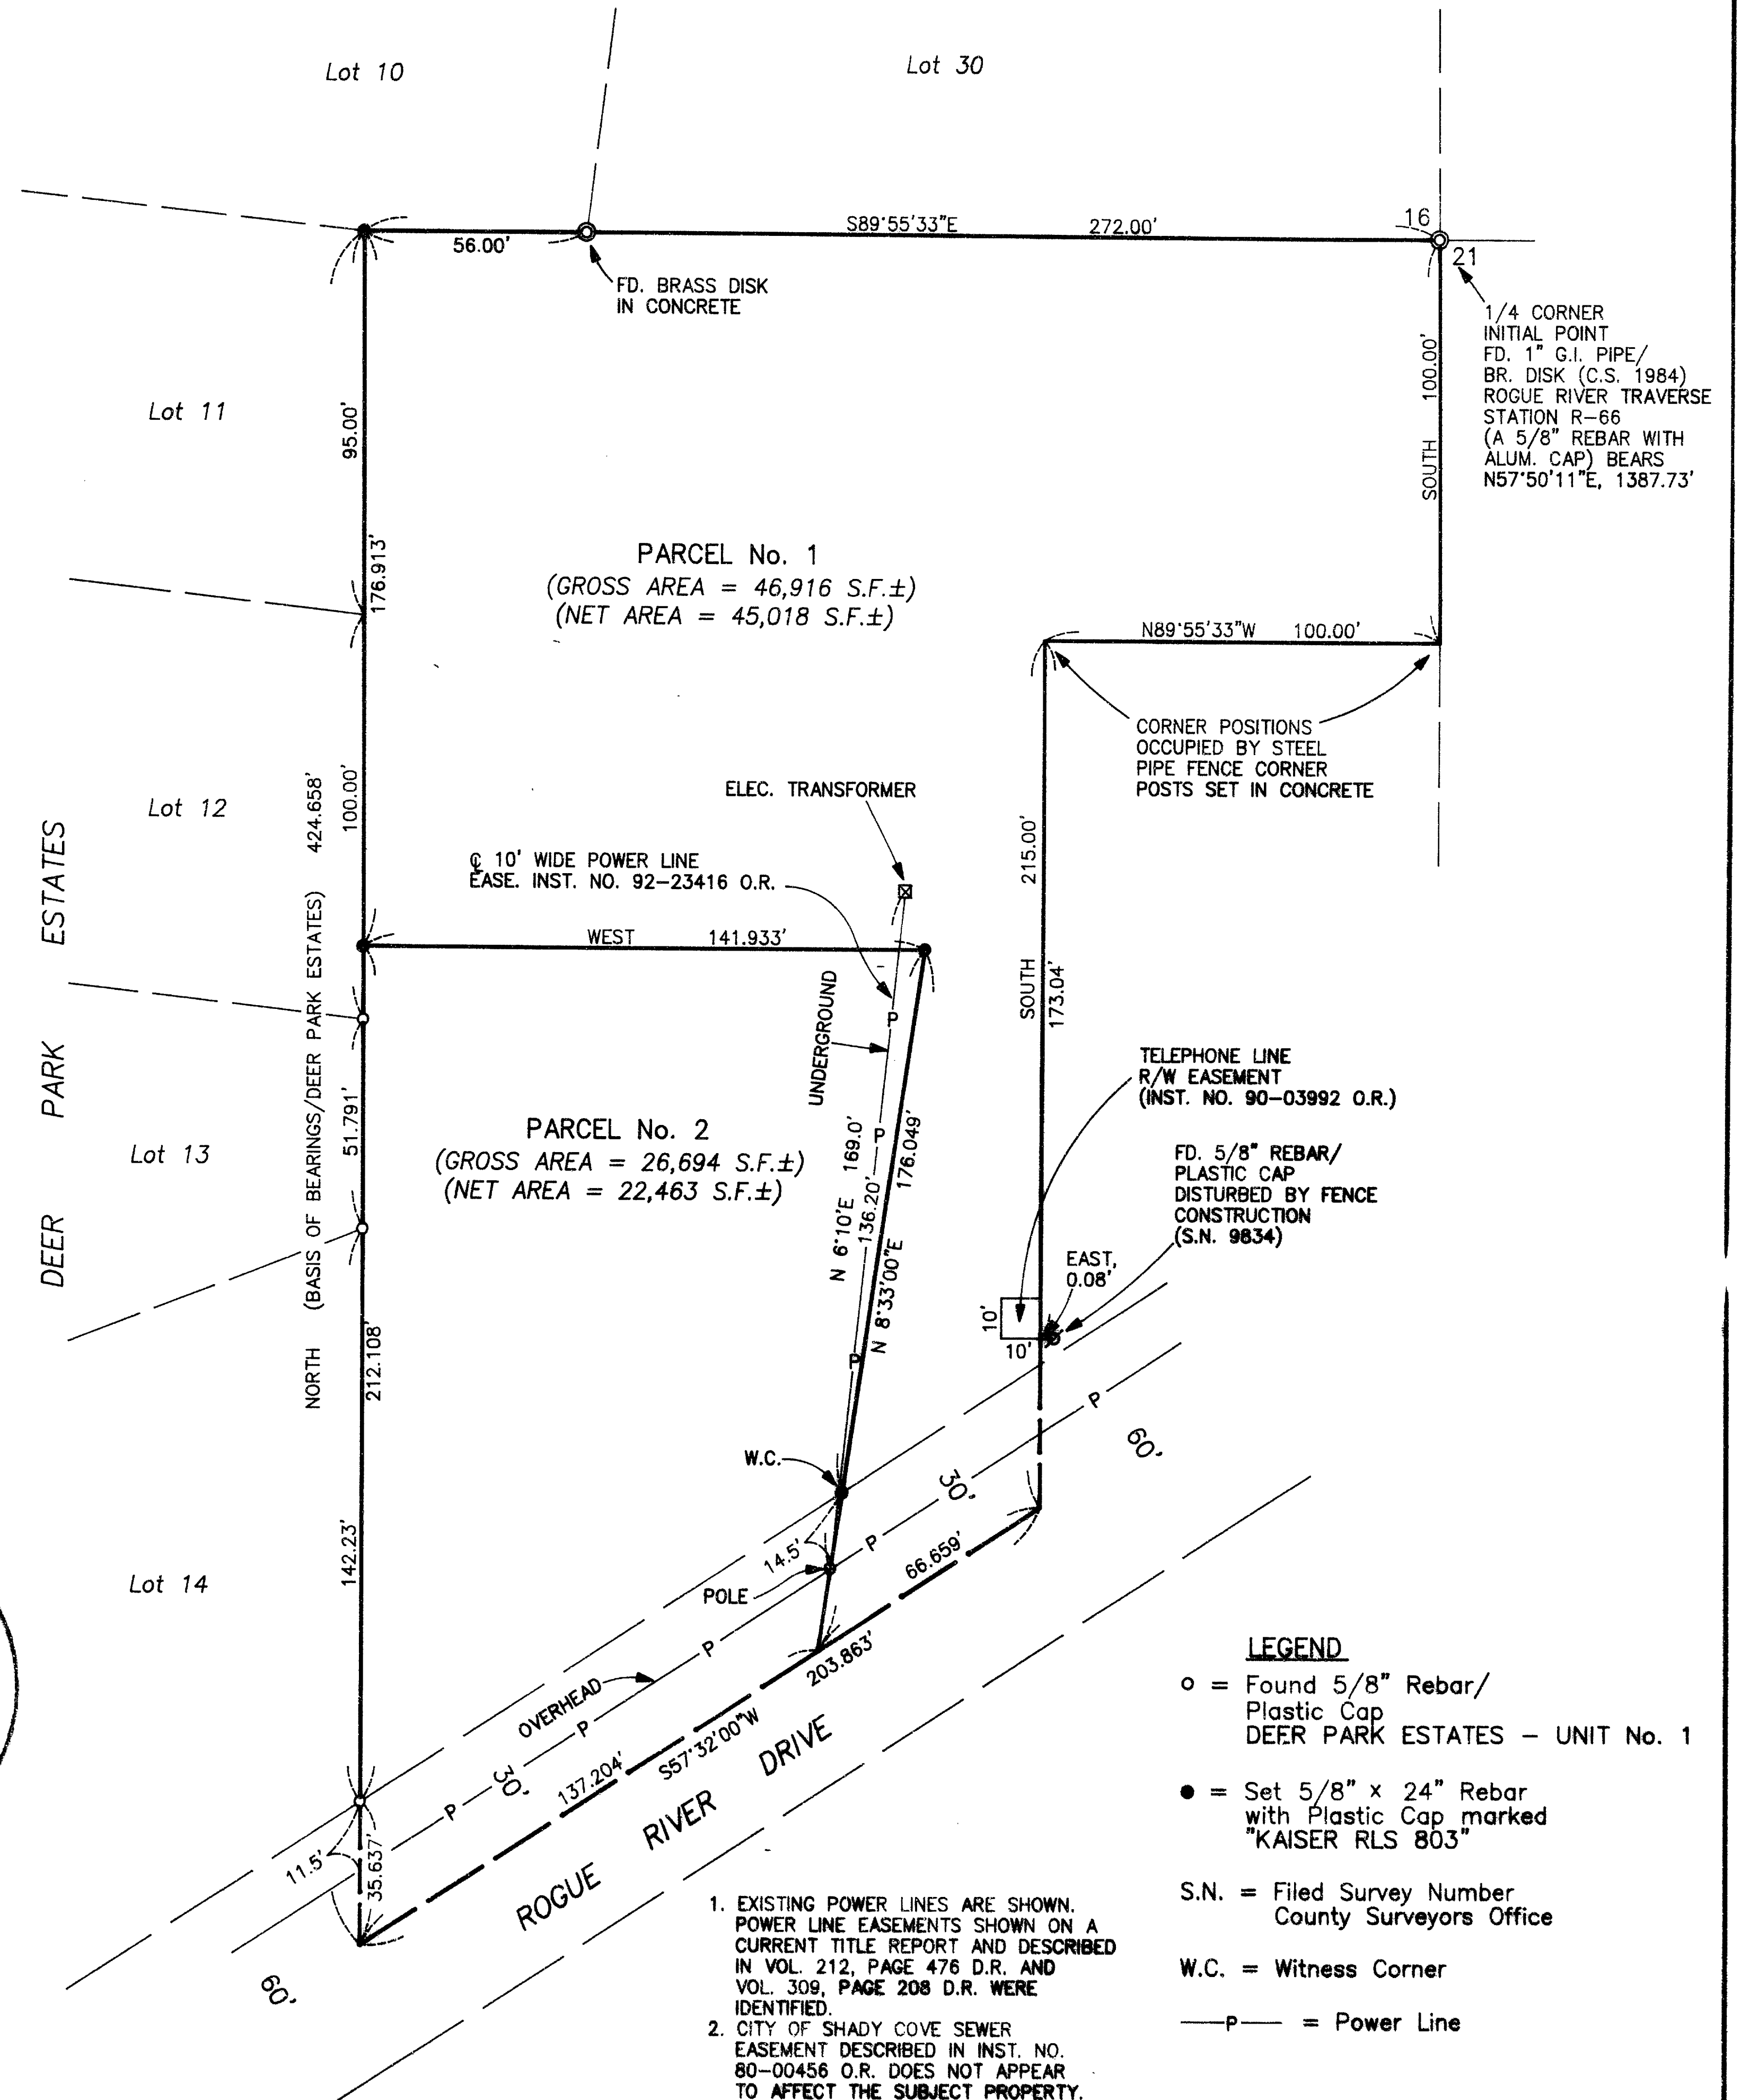 Lot 10
Lot 30
S89°55'33"E 272.00'
56.00'
16
21
FD. BRASS DISK
IN CONCRETE
1/4 CORNER
INITIAL POINT
FD. 1" G.I. PIPE/
BR. DISK (C.S. 1984)
ROGUE RIVER TRAVERSE
STATION R-66
(A 5/8" REBAR WITH
ALUM. CAP) BEARS
N57°50'11"E, 1387.73'
SOUTH 100.00'
Lot 11
95.00'
176.913'
PARCEL No. 1
(GROSS AREA = 46,916 S.F.±)
(NET AREA = 45,018 S.F.±)
N89°55'33"W 100.00'
CORNER POSITIONS
OCCUPIED BY STEEL
PIPE FENCE CORNER
POSTS SET IN CONCRETE
Lot 12
100.00'
NORTH (BASIS OF BEARINGS/DEER PARK ESTATES) 424.658'
DEER PARK ESTATES
ELEC. TRANSFORMER
℄ 10' WIDE POWER LINE
EASE. INST. NO. 92-23416 O.R.
SOUTH 215.00'
173.04'
WEST 141.933'
UNDERGROUND
P
P
P
TELEPHONE LINE
R/W EASEMENT
(INST. NO. 90-03992 O.R.)
Lot 13
51.791'
PARCEL No. 2
(GROSS AREA = 26,694 S.F.±)
(NET AREA = 22,463 S.F.±)
N 6°10'E 169.0'
136.20'
N 8°33'00"E 176.049'
FD. 5/8" REBAR/
PLASTIC CAP
DISTURBED BY FENCE
CONSTRUCTION
(S.N. 9834)
EAST,
0.08'
10'
10'
212.108'
P
60'
30'
W.C.
14.5'
P
66.659'
POLE
Lot 14
142.23'
P
203.863'
OVERHEAD
P
S57°32'00"W
137.204'
30'
P
ROGUE RIVER DRIVE
11.5'
35.637'
60'
LEGEND
o = Found 5/8" Rebar/
Plastic Cap
DEER PARK ESTATES - UNIT No. 1
● = Set 5/8" x 24" Rebar
with Plastic Cap marked
"KAISER RLS 803"
S.N. = Filed Survey Number
County Surveyors Office
W.C. = Witness Corner
—P— = Power Line
1. EXISTING POWER LINES ARE SHOWN.
POWER LINE EASEMENTS SHOWN ON A
CURRENT TITLE REPORT AND DESCRIBED
IN VOL. 212, PAGE 476 D.R. AND
VOL. 309, PAGE 208 D.R. WERE
IDENTIFIED.
2. CITY OF SHADY COVE SEWER
EASEMENT DESCRIBED IN INST. NO.
80-00456 O.R. DOES NOT APPEAR
TO AFFECT THE SUBJECT PROPERTY.